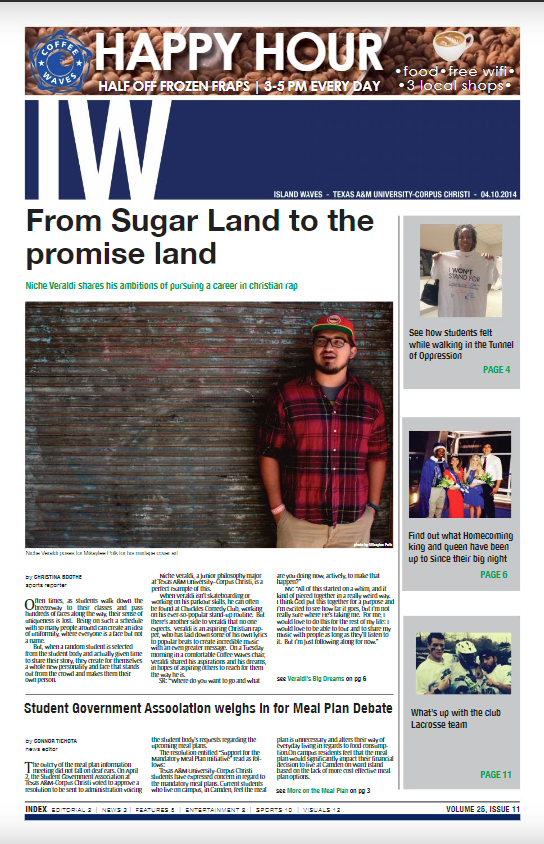 COFFEE
WAVES
HAPPY HOUR
HALF OFF FROZEN FRAPS | 3-5 PM EVERY DAY
•food•free wifi•
•3 local shops•
IW
ISLAND WAVES - TEXAS A&M UNIVERSITY-CORPUS CHRISTI - 04.10.2014
From Sugar Land to the
promise land
Niche Veraldi shares his ambitions of pursuing a career in christian rap
photo by Mikaylee Polk
Niche Veraldi poses for Mikaylee Polk for his mixtape cover art
by CHRISTINA BOOTHE
sports reporter
Often times, as students walk down the
breezeway to their classes and pass
hundreds of faces along the way, their sense of
uniqueness is lost. Being on such a schedule
with so many people around can create an idea
of uniformity, where everyone is a face but not
a name.
But, when a random student is selected
from the student body and actually given time
to share their story, they create for themselves
a whole new personality and face that stands
out from the crowd and makes them their
own person.
Niche Veraldi, a junior philosophy major
at Texas A&M University-Corpus Christi, is a
perfect example of this.
When Veraldi isn't skateboarding or
working on his parkour skills, he can often
be found at Chuckles Comedy Club, working
on his ever-so-popular stand-up routine. But
there's another side to Veraldi that no one
expects. Veraldi is an aspiring Christian rap-
per, who has laid down some of his own lyrics
to popular beats to create incredible music
with an even greater message. On a Tuesday
morning in a comfortable Coffee Waves chair,
Veraldi shared his aspirations and his dreams,
in hopes of aspiring others to reach for them
the way he is.
SR: "Where do you want to go and what
are you doing now, actively, to make that
happen?"
NV: "All of this started on a whim, and it
kind of pieced together in a really weird way.
I think God put this together for a purpose and
I'm excited to see how far it goes, but I'm not
really sure where he's taking me. For me, I
would love to do this for the rest of my life; I
would love to be able to tour and to share my
music with people as long as they'll listen to
it. But I'm just following along for now."
see Veraldi's Big Dreams on pg 6
I WON'T
STAND FOR
See how students felt
while walking in the Tunnel
of Oppression
PAGE 4
Find out what Homecoming
king and queen have been
up to since their big night
PAGE 6
What's up with the club
Lacrosse team
PAGE 11
Student Government Association weighs in for Meal Plan Debate
by CONNOR TICHOTA
news editor
The outcry of the meal plan information
meeting did not fall on deaf ears. On April
2, the Student Government Association at
Texas A&M-Corpus Christi voted to approve a
resolution to be sent to administration voicing
the student body's requests regarding the
upcoming meal plan.
The resolution entitled "Support for the
Mandatory Meal Plan Initiative" read as fol-
lows:
Texas A&M University-Corpus Christi
students have expressed concern in regard to
the mandatory meal plans. Current students
who live on campus, in Camden, feel the meal
plan is unnecessary and alters their way of
everyday living in regards to food consump-
tion.On campus residents feel that the meal
plan would significantly impact their financial
decision to live at Camden on Ward Island
based on the lack of more cost effective meal
plan options.
see More on the Meal Plan on pg 3
INDEX EDITORIAL 2 | NEWS 3 | FEATURES 5 | ENTERTAINMENT 8 | SPORTS 10 | VISUALS 12
VOLUME 26, ISSUE 11